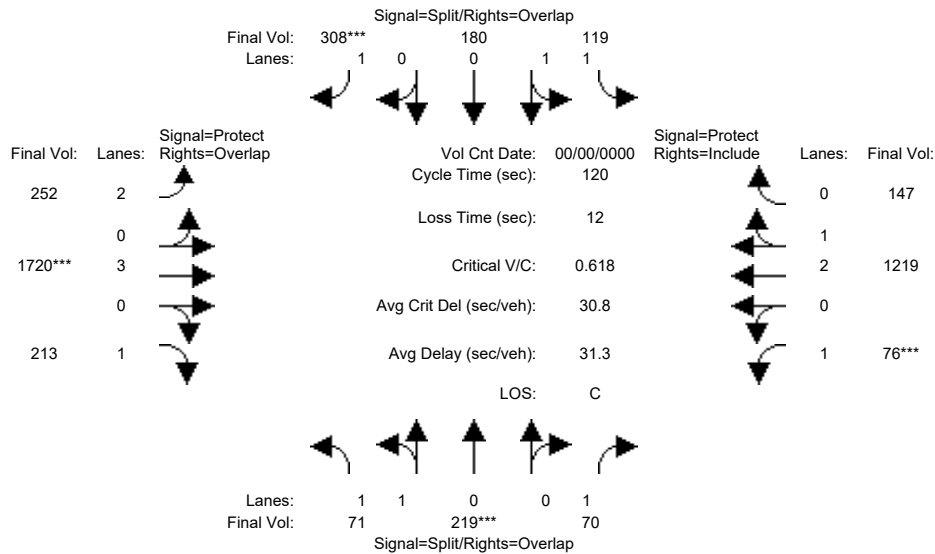 Signal=Split/Rights=Overlap
Final Vol: 308*** 180 119
Lanes: 1 0 0 1 1
Signal=Protect
Final Vol: Lanes: Rights=Overlap
Vol Cnt Date: 00/00/0000
Signal=Protect
Rights=Include Lanes: Final Vol:
Cycle Time (sec): 120
252 2
0 147
Loss Time (sec): 12
0
1
1720*** 3
Critical V/C: 0.618
2 1219
0
Avg Crit Del (sec/veh): 30.8
0
213 1
Avg Delay (sec/veh): 31.3
1 76***
LOS: C
Lanes: 1 1 0 0 1
Final Vol: 71 219*** 70
Signal=Split/Rights=Overlap